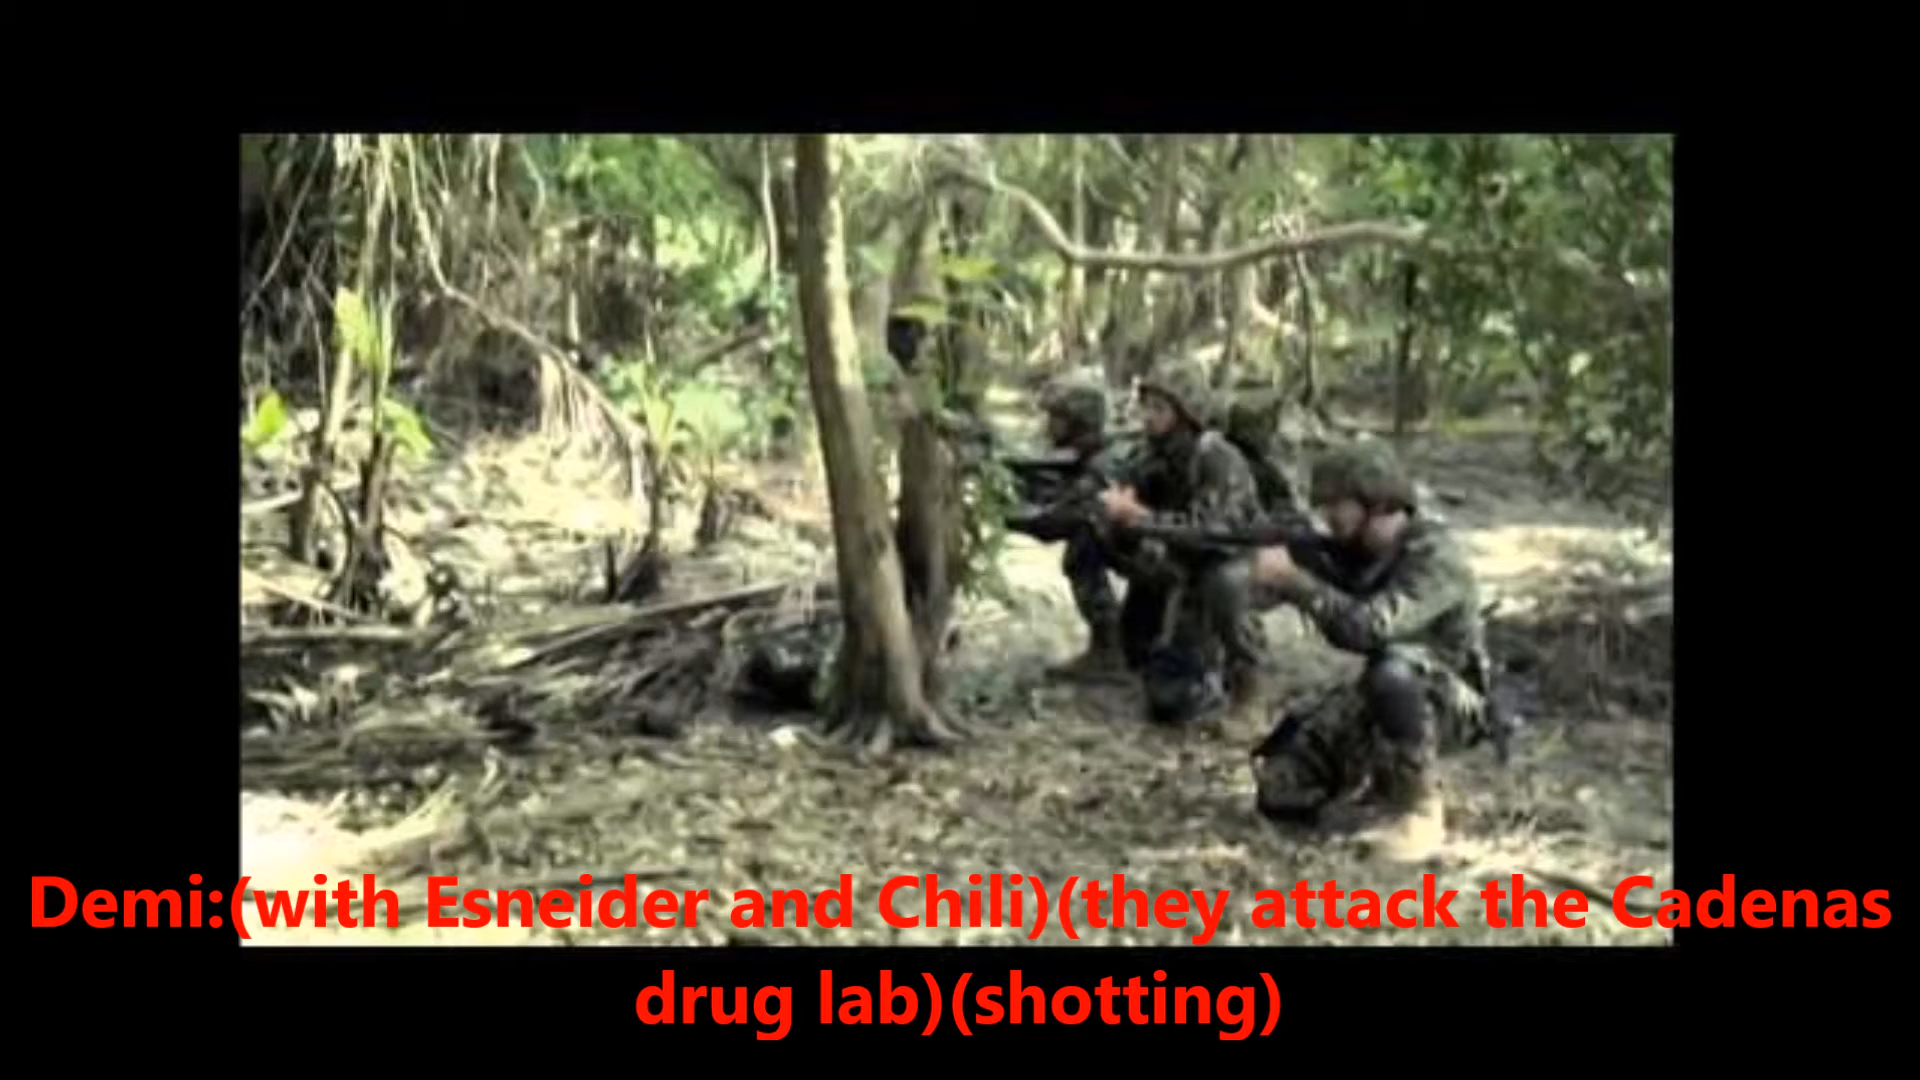 Demi:(with Esneider and Chili)(they attack the Cadenas
drug lab)(shotting)